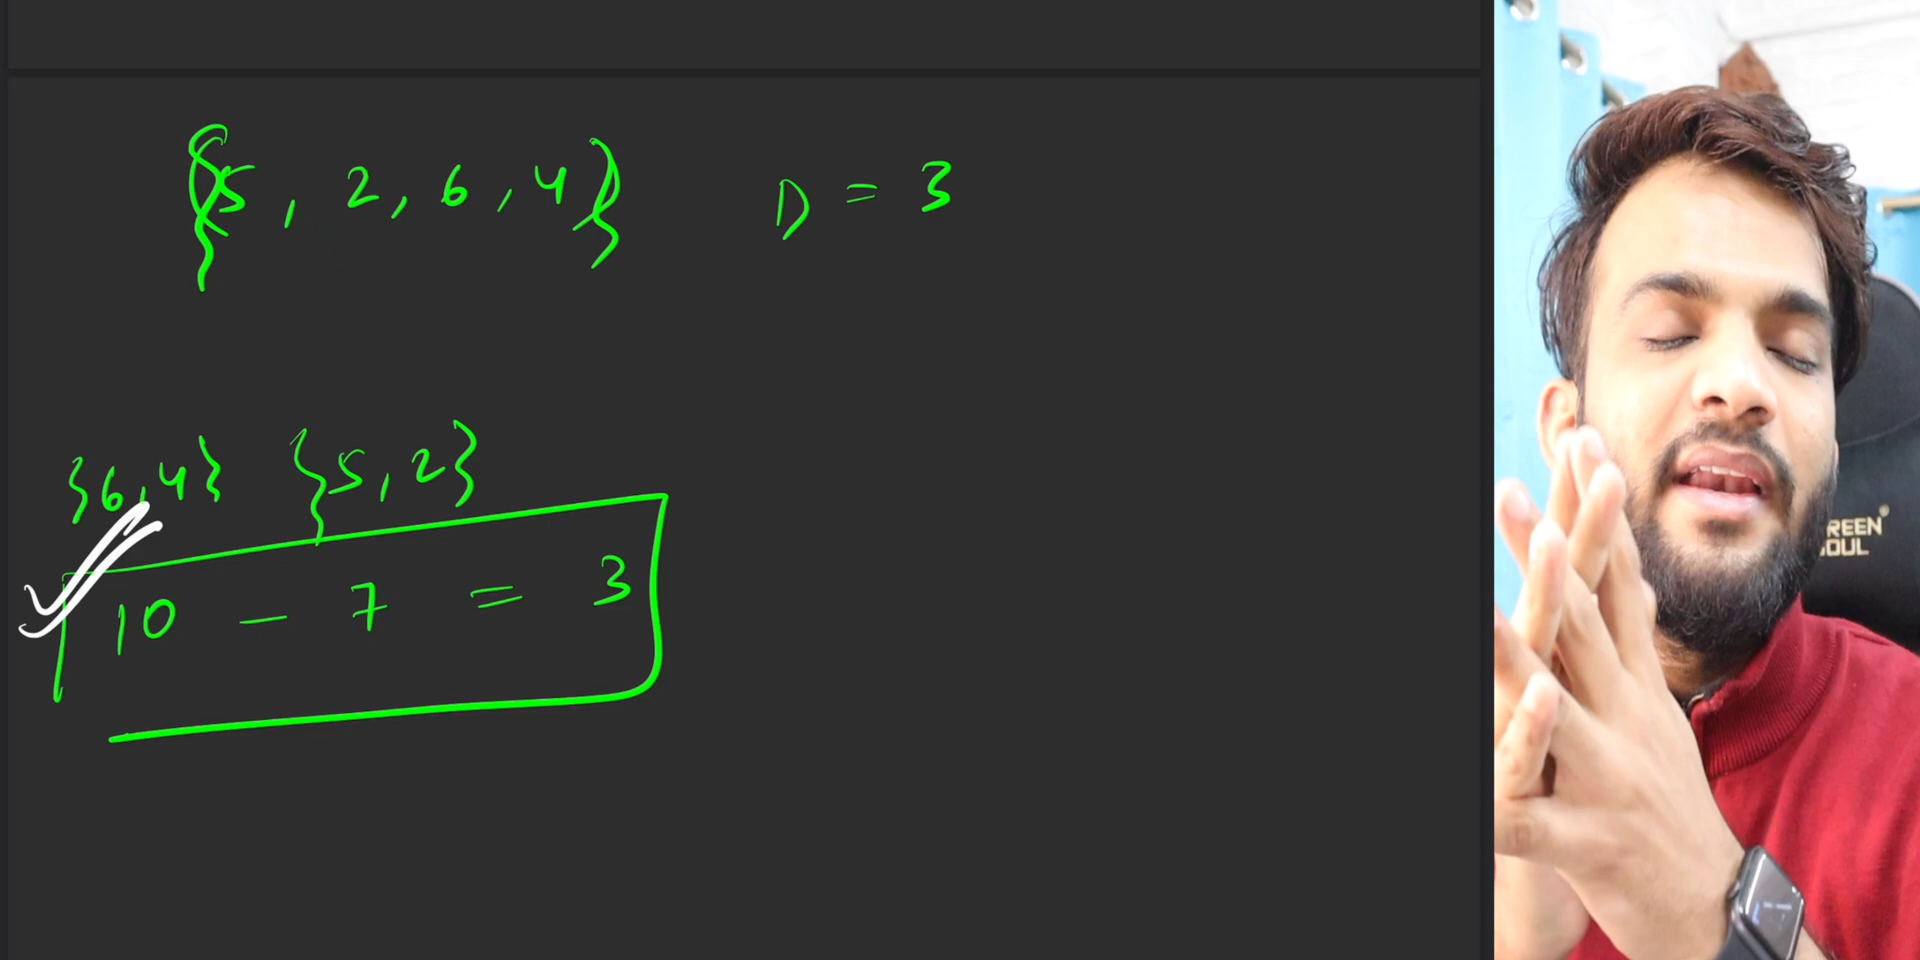 {5, 2, 6, 4} D = 3
{6, 4} {5, 2}
10 - 7 = 3
REEN
OUL